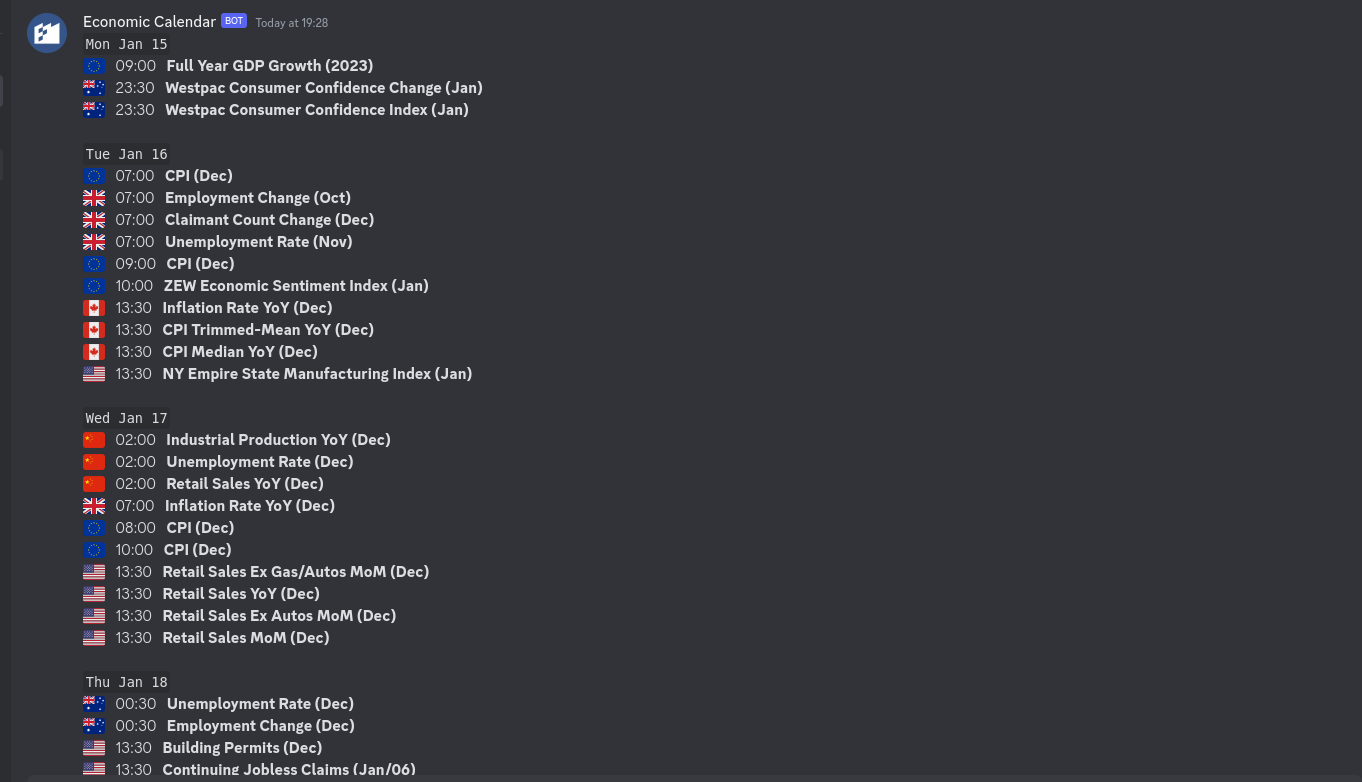 Economic Calendar BOT Today at 19:28
Mon Jan 15
09:00 Full Year GDP Growth (2023)
23:30 Westpac Consumer Confidence Change (Jan)
23:30 Westpac Consumer Confidence Index (Jan)
Tue Jan 16
07:00 CPI (Dec)
07:00 Employment Change (Oct)
07:00 Claimant Count Change (Dec)
07:00 Unemployment Rate (Nov)
09:00 CPI (Dec)
10:00 ZEW Economic Sentiment Index (Jan)
13:30 Inflation Rate YoY (Dec)
13:30 CPI Trimmed-Mean YoY (Dec)
13:30 CPI Median YoY (Dec)
13:30 NY Empire State Manufacturing Index (Jan)
Wed Jan 17
02:00 Industrial Production YoY (Dec)
02:00 Unemployment Rate (Dec)
02:00 Retail Sales YoY (Dec)
07:00 Inflation Rate YoY (Dec)
08:00 CPI (Dec)
10:00 CPI (Dec)
13:30 Retail Sales Ex Gas/Autos MoM (Dec)
13:30 Retail Sales YoY (Dec)
13:30 Retail Sales Ex Autos MoM (Dec)
13:30 Retail Sales MoM (Dec)
Thu Jan 18
00:30 Unemployment Rate (Dec)
00:30 Employment Change (Dec)
13:30 Building Permits (Dec)
13:30 Continuing Jobless Claims (Jan/06)